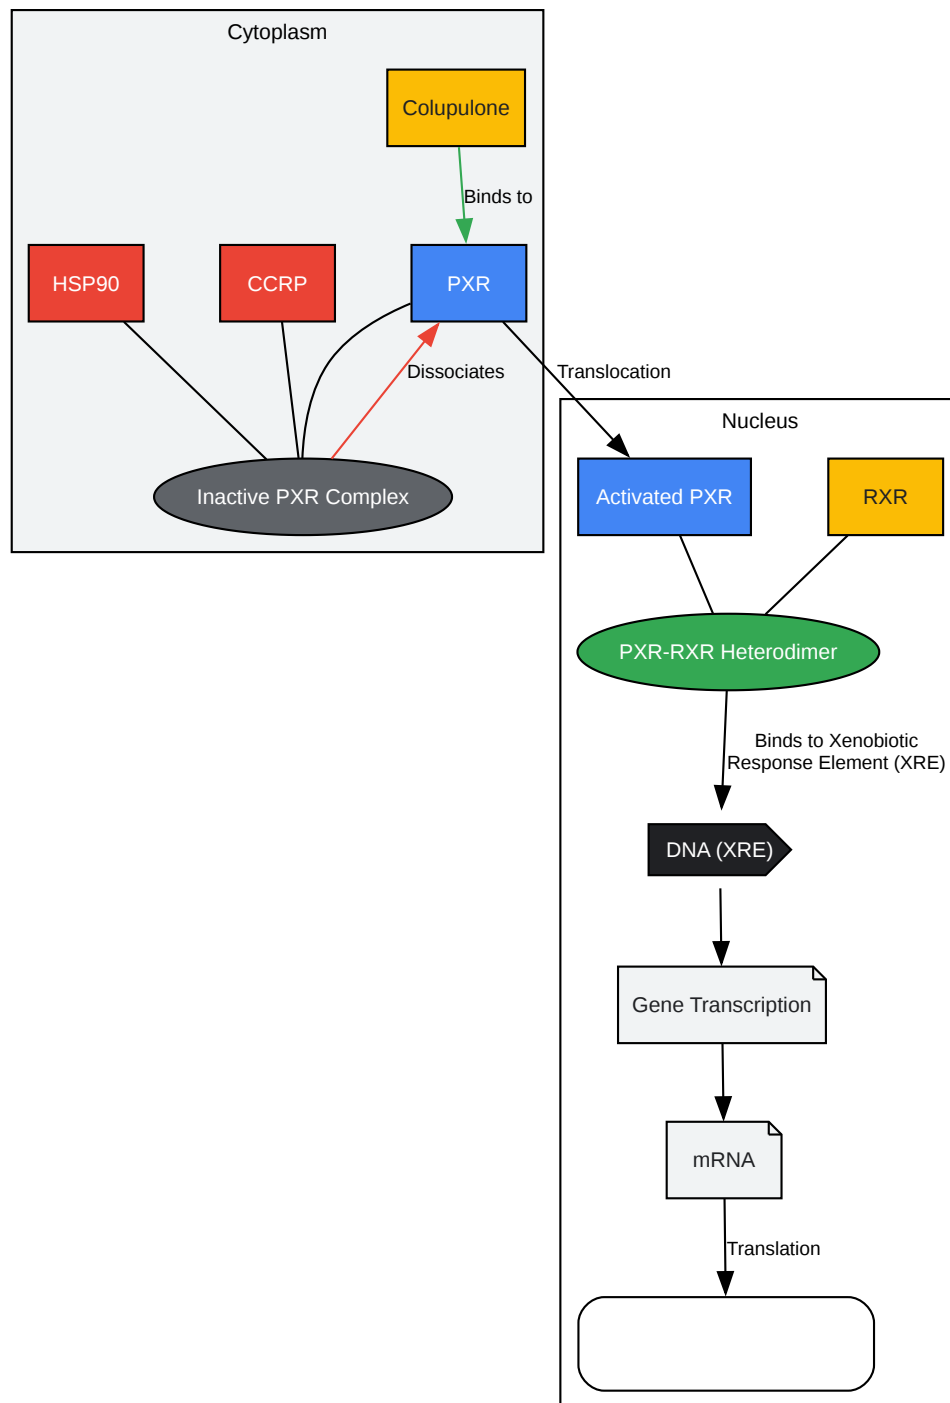 Cytoplasm
Colupulone
Binds to
HSP90
CCRP
PXR
Dissociates
Translocation
Inactive PXR Complex
Nucleus
Activated PXR
RXR
PXR-RXR Heterodimer
Binds to Xenobiotic
Response Element (XRE)
DNA (XRE)
Gene Transcription
mRNA
Translation